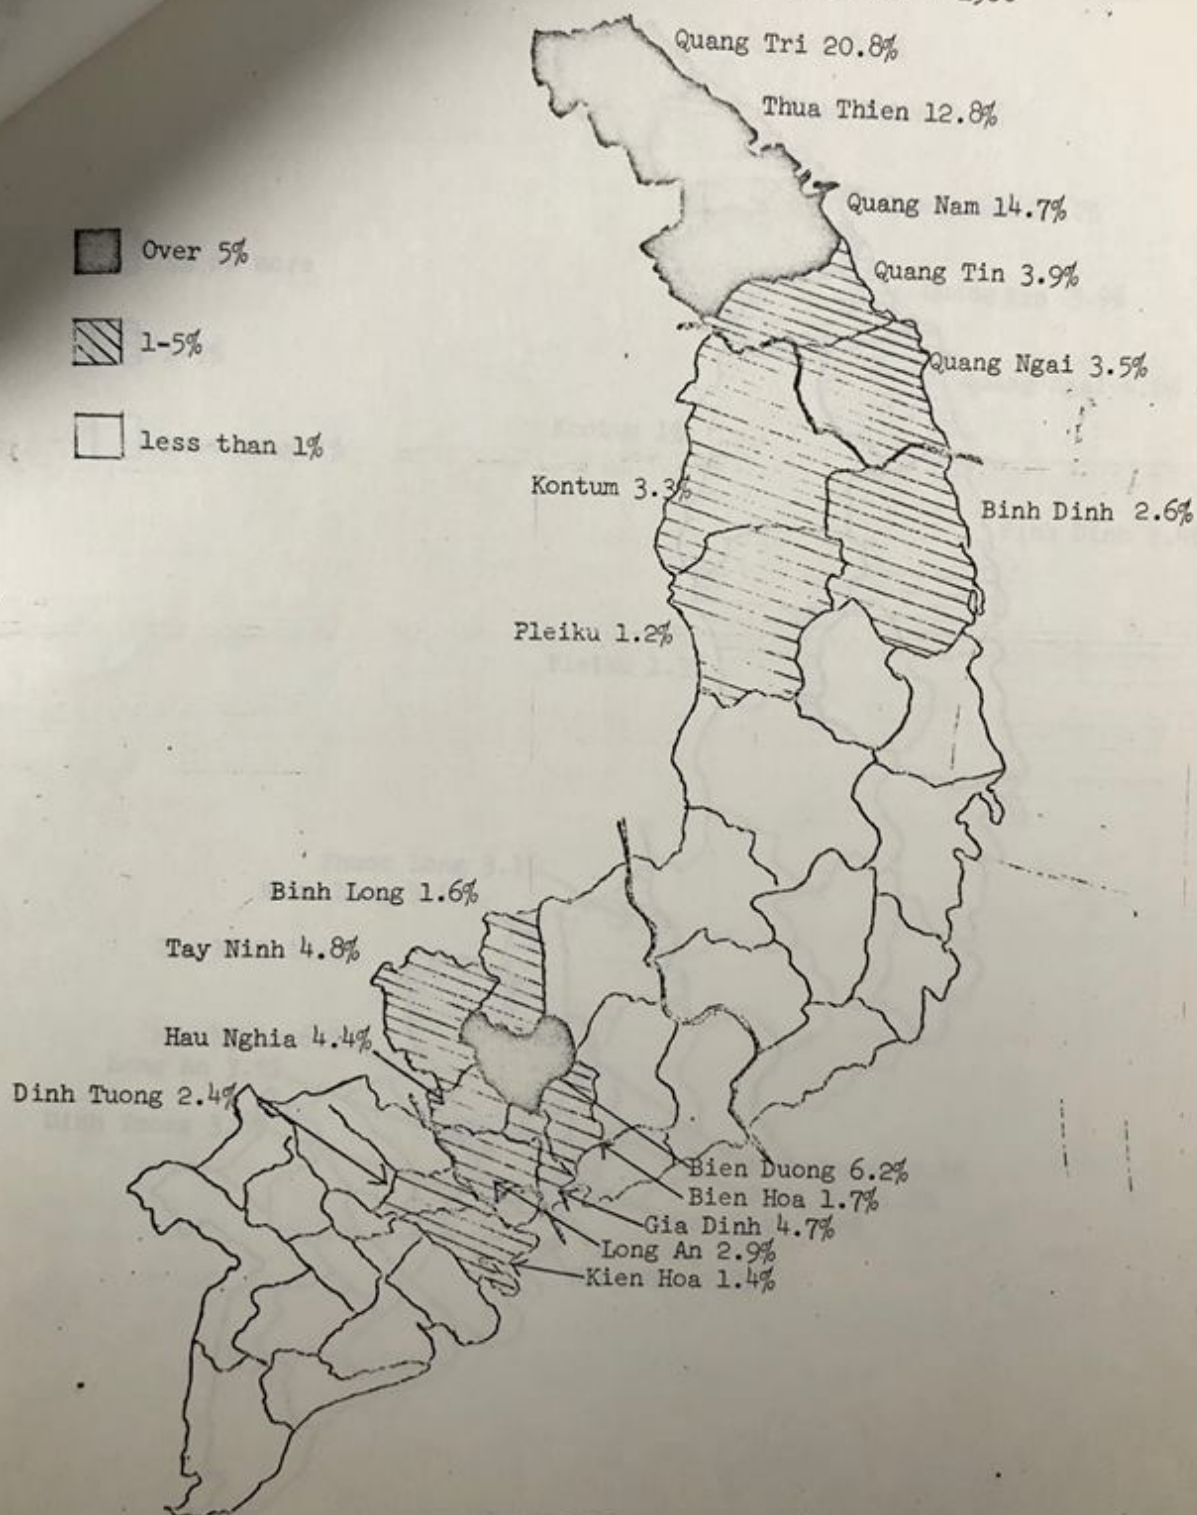 Quang Tri 20.8%
Thua Thien 12.8%
Quang Nam 14.7%
Over 5%
Quang Tin 3.9%
1-5%
Quang Ngai 3.5%
less than 1%
Kontum 3.3%
Binh Dinh 2.6%
Pleiku 1.2%
Binh Long 1.6%
Tay Ninh 4.8%
Hau Nghia 4.4%
Dinh Tuong 2.4%
Bien Duong 6.2%
Bien Hoa 1.7%
Gia Dinh 4.7%
Long An 2.9%
Kien Hoa 1.4%